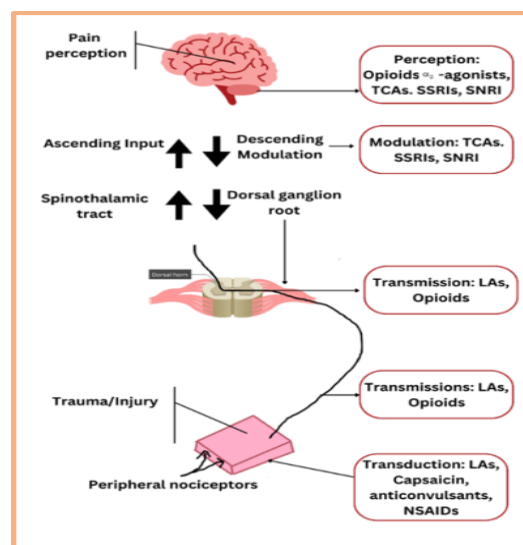 Pain
perception
Perception:
Opioids α₂ -agonists,
TCAs. SSRIs, SNRI
Ascending Input
Descending
Modulation
Modulation: TCAs.
SSRIs, SNRI
Spinothalamic
tract
Dorsal ganglion
root
Dorsal horn
Transmission: LAs,
Opioids
Trauma/Injury
Transmissions: LAs,
Opioids
Peripheral nociceptors
Transduction: LAs,
Capsaicin,
anticonvulsants,
NSAIDs